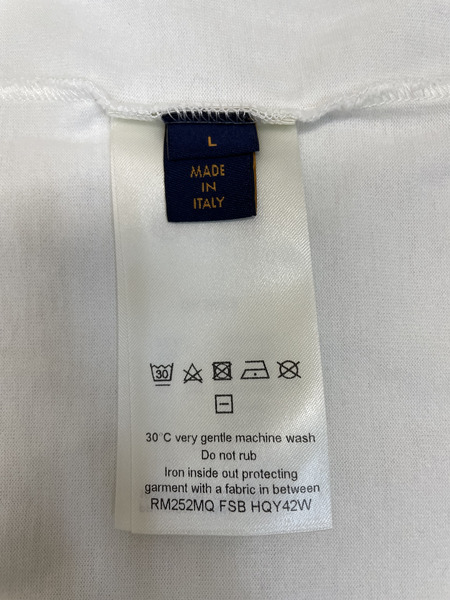 L
MADE
IN
ITALY
30
30°C very gentle machine wash
Do not rub
Iron inside out protecting
garment with a fabric in between
RM252MQ FSB HQY42W